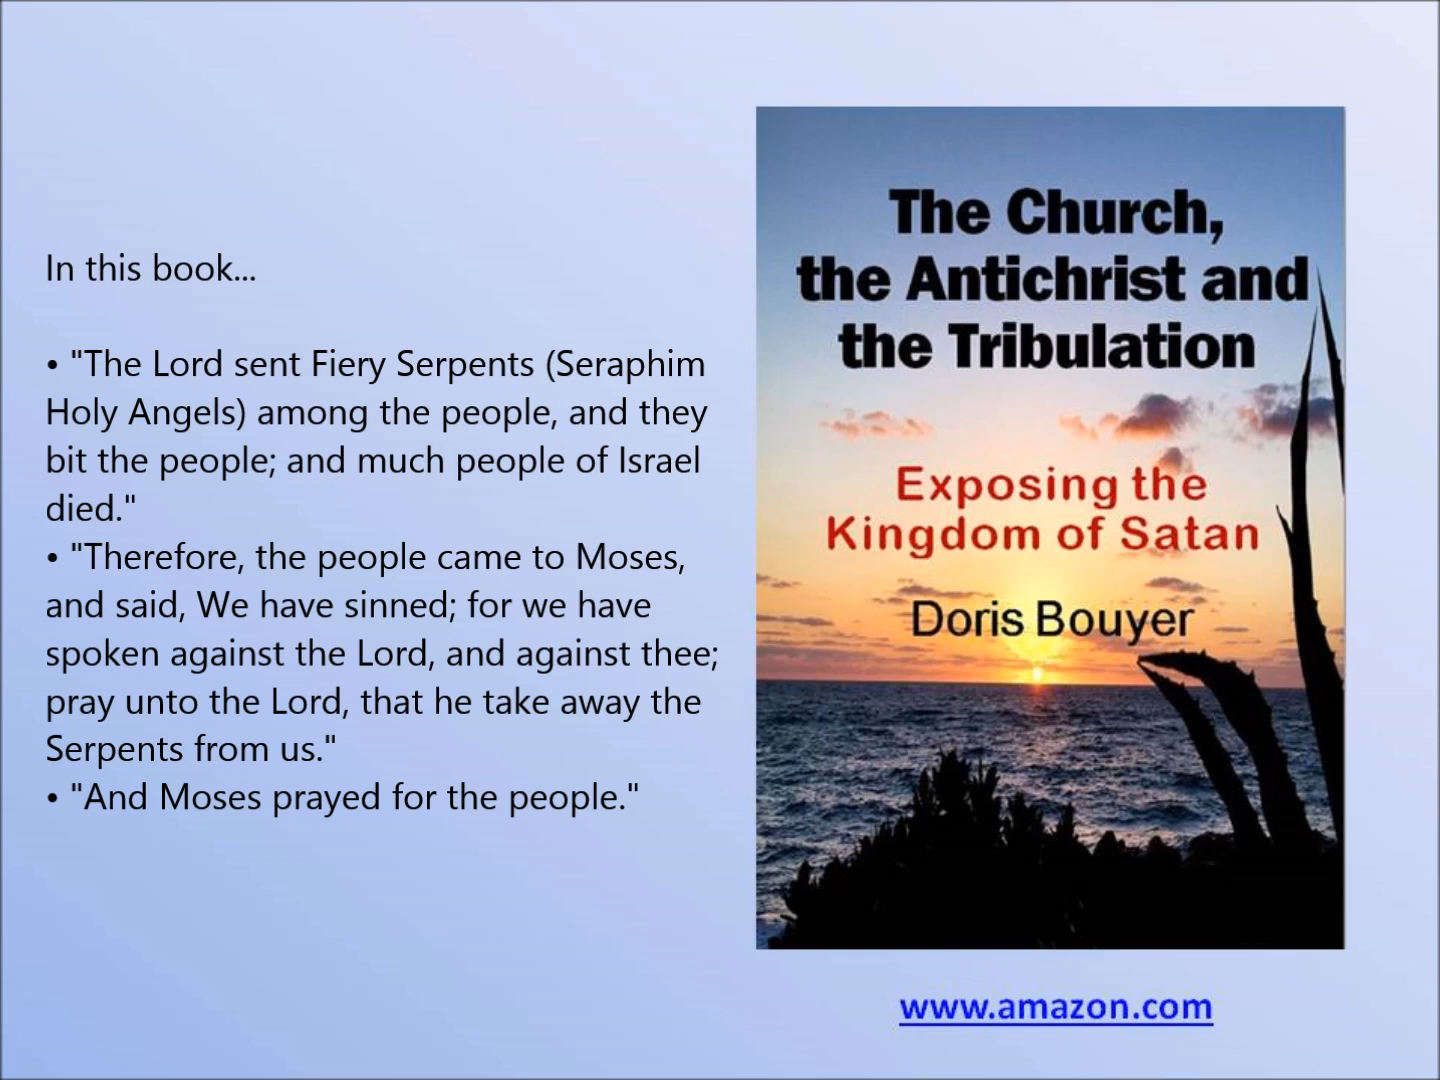 In this book...
• "The Lord sent Fiery Serpents (Seraphim
Holy Angels) among the people, and they
bit the people; and much people of Israel
died."
• "Therefore, the people came to Moses,
and said, We have sinned; for we have
spoken against the Lord, and against thee;
pray unto the Lord, that he take away the
Serpents from us."
• "And Moses prayed for the people."
The Church,
the Antichrist and
the Tribulation
Exposing the
Kingdom of Satan
Doris Bouyer
www.amazon.com